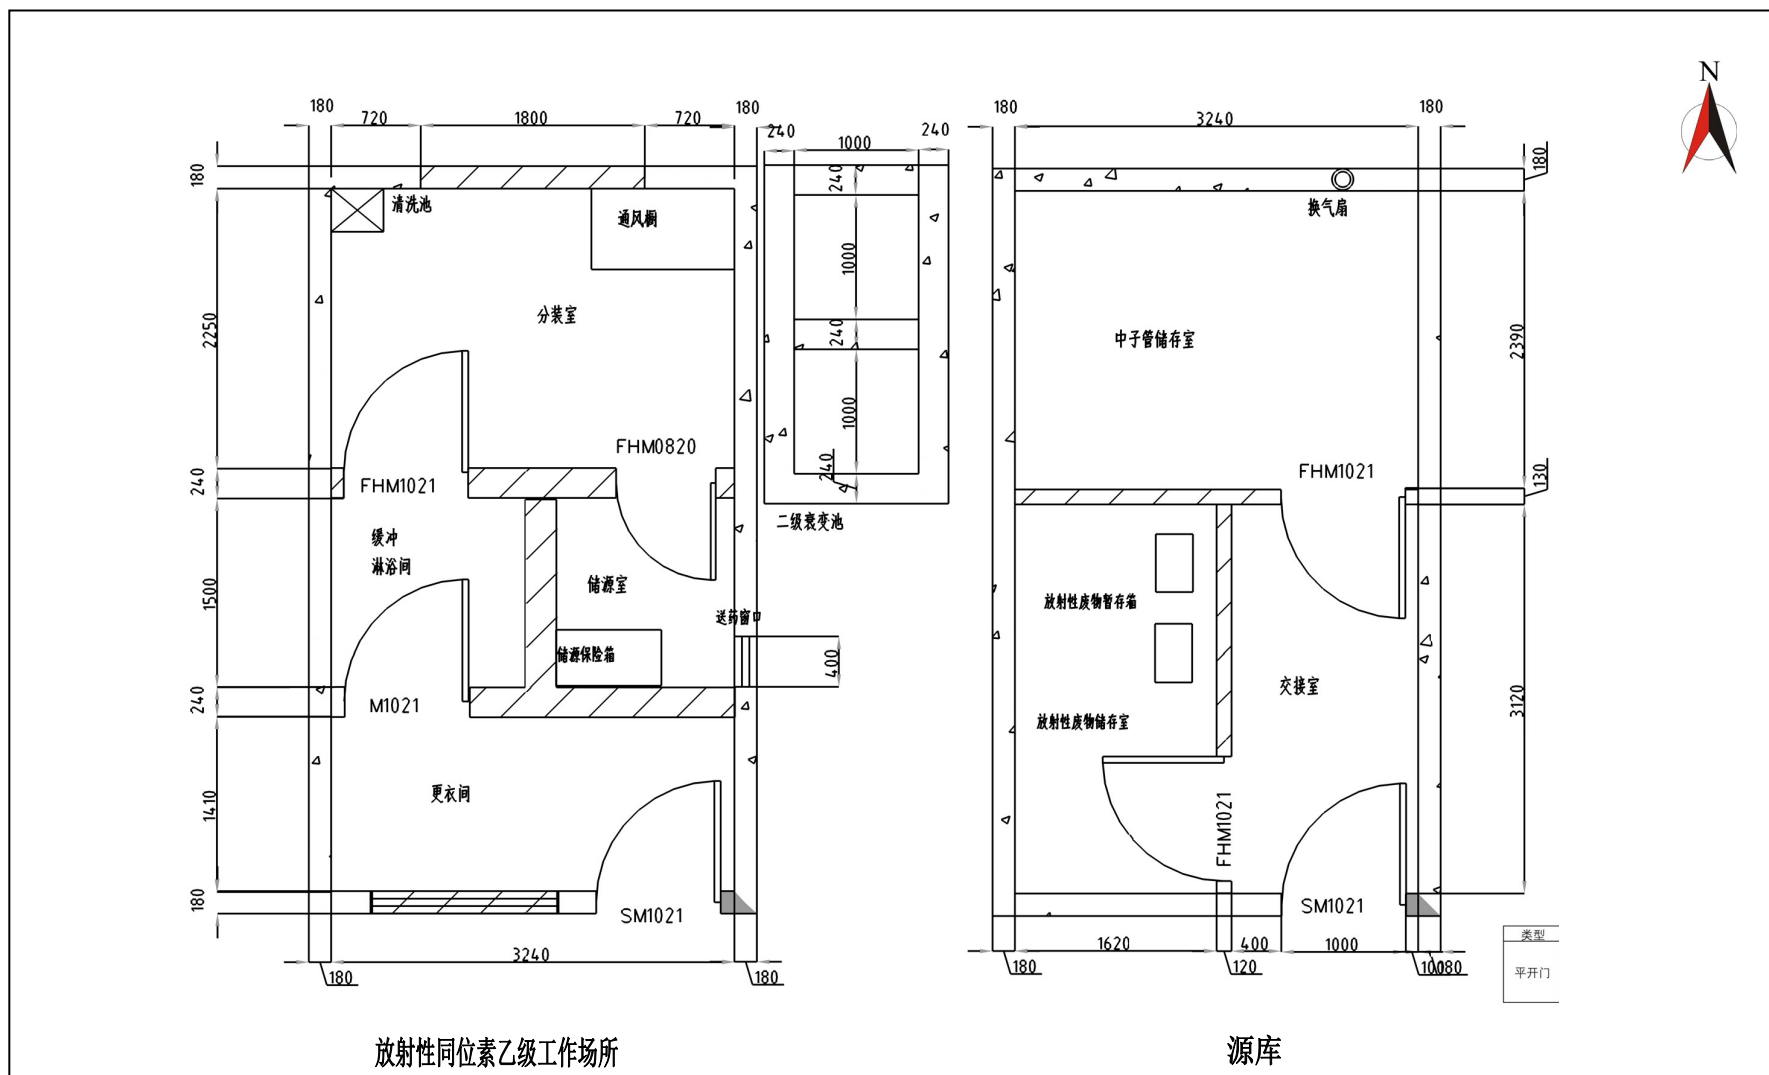 N
180
720
1800
720
180
240
1000
240
180
3240
180
180
清洗池
通风橱
240
换气扇
180
2250
分装室
1000
240
中子管储存室
2390
FHM0820
1000
240
240
FHM1021
FHM1021
130
二级衰变池
缓冲
淋浴间
1500
储源室
送药窗口
储源保险箱
400
放射性废物暂存箱
240
M1021
交接室
放射性废物储存室
3120
更衣间
1410
FHM1021
180
SM1021
SM1021
3240
180
180
1620
400
1000
180
120
100
180
类型
平开门
放射性同位素乙级工作场所
源库